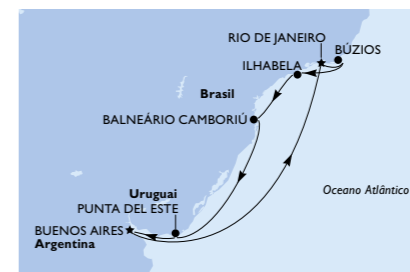 RIO DE JANEIRO
BÚZIOS
ILHABELA
Brasil
BALNEÁRIO CAMBORIÚ
Oceano Atlântico
Uruguai
PUNTA DEL ESTE
BUENOS AIRES
Argentina